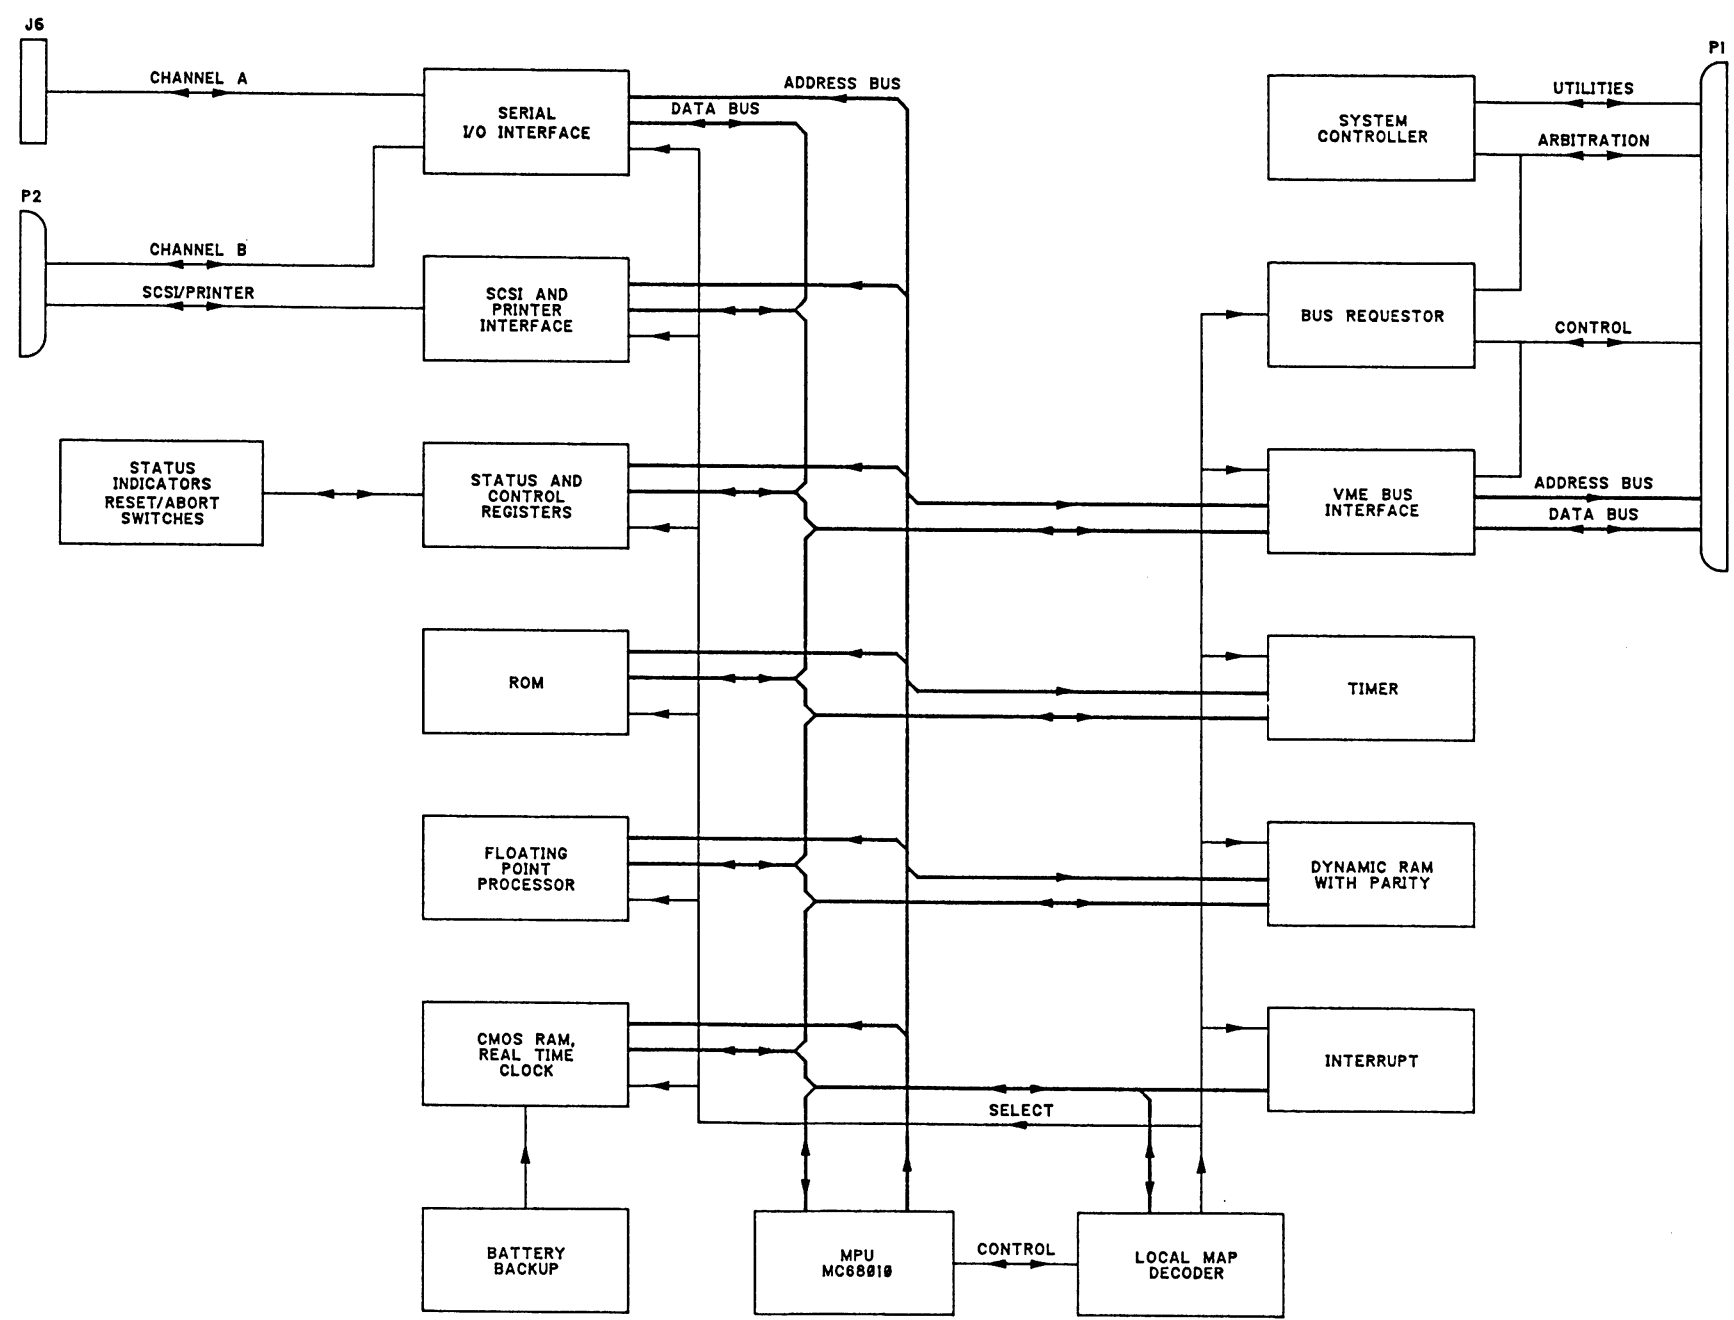 J6
P1
CHANNEL A
SERIAL
I/O INTERFACE
ADDRESS BUS
DATA BUS
SYSTEM
CONTROLLER
UTILITIES
ARBITRATION
P2
CHANNEL B
SCSI/PRINTER
SCSI AND
PRINTER
INTERFACE
BUS REQUESTOR
CONTROL
STATUS
INDICATORS
RESET/ABORT
SWITCHES
STATUS AND
CONTROL
REGISTERS
VME BUS
INTERFACE
ADDRESS BUS
DATA BUS
ROM
TIMER
FLOATING
POINT
PROCESSOR
DYNAMIC RAM
WITH PARITY
CMOS RAM,
REAL TIME
CLOCK
INTERRUPT
SELECT
BATTERY
BACKUP
MPU
MC68010
CONTROL
LOCAL MAP
DECODER